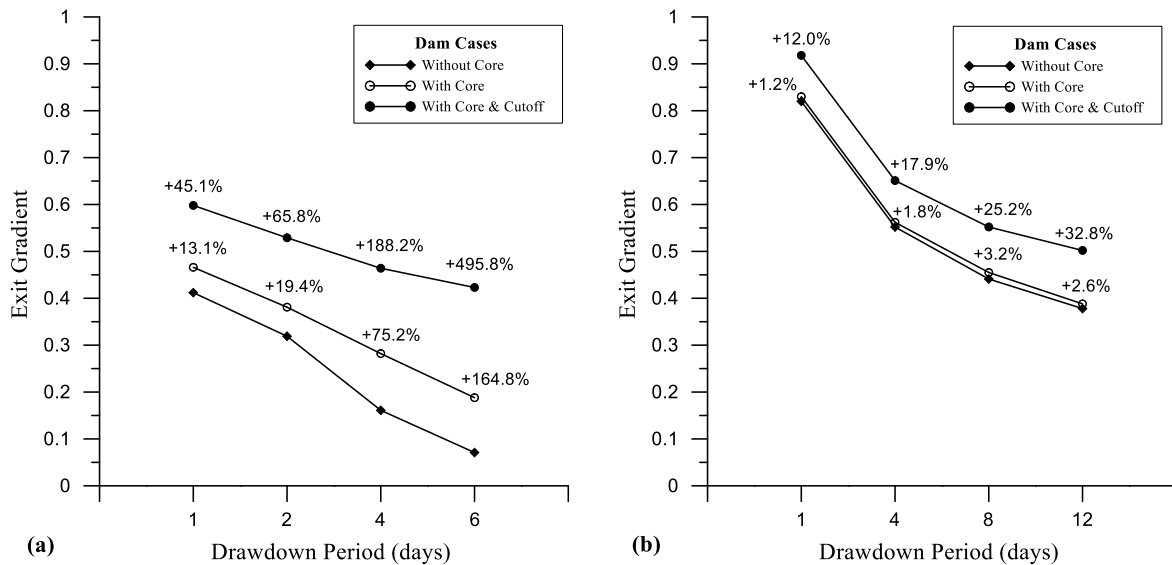 1
0.9
0.8
0.7
0.6
0.5
0.4
0.3
0.2
0.1
0
Exit Gradient
Dam Cases
Without Core
With Core
With Core & Cutoff
+45.1%
+65.8%
+188.2%
+495.8%
+13.1%
+19.4%
+75.2%
+164.8%
1 2 4 6
Drawdown Period (days)
(a)
1
0.9
0.8
0.7
0.6
0.5
0.4
0.3
0.2
0.1
0
Exit Gradient
Dam Cases
Without Core
With Core
With Core & Cutoff
+12.0%
+17.9%
+25.2%
+32.8%
+1.2%
+1.8%
+3.2%
+2.6%
1 4 8 12
Drawdown Period (days)
(b)